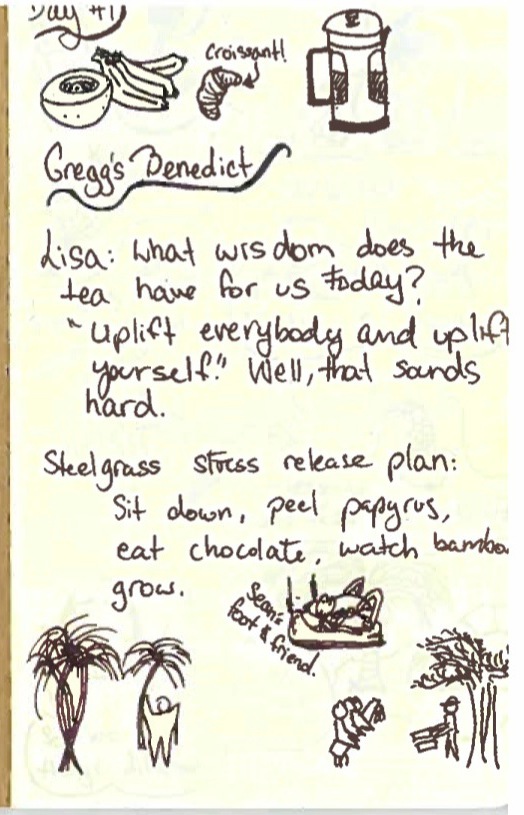 Day #1
Croissant!
Gregg's Benedict
Lisa: What wisdom does the
tea have for us today?
"Uplift everybody and uplift
yourself." Well, that sounds
hard.
Steelgrass stress release plan:
Sit down, peel papyrus,
eat chocolate, watch bamboo
grow.
Sean's
foot & friend.